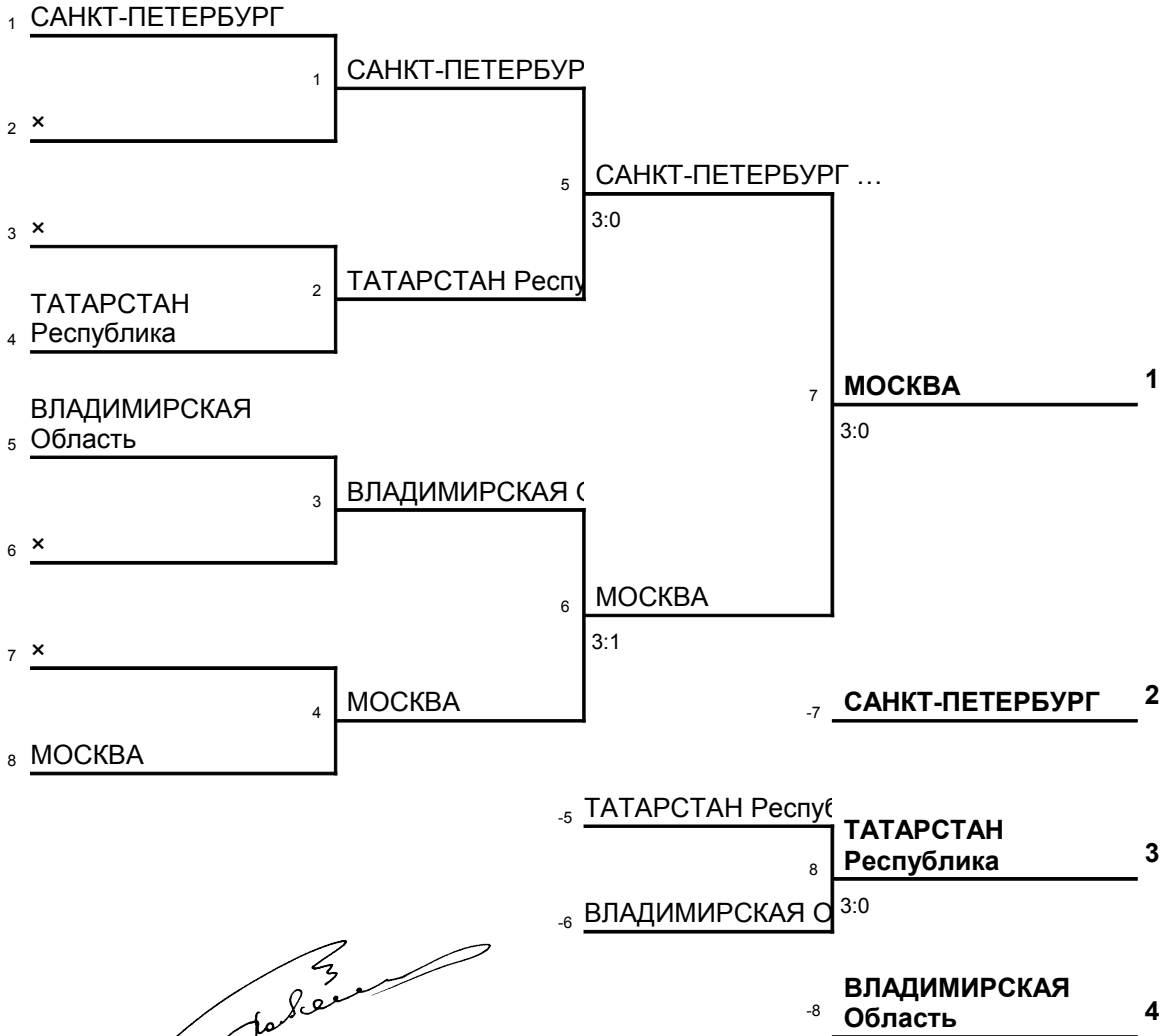 1 САНКТ-ПЕТЕРБУРГ
1 САНКТ-ПЕТЕРБУР
2 ×
5 САНКТ-ПЕТЕРБУРГ ...
3:0
3 ×
2 ТАТАРСТАН Респу
ТАТАРСТАН
4 Республика
7 МОСКВА 1
3:0
ВЛАДИМИРСКАЯ
5 Область
3 ВЛАДИМИРСКАЯ О
6 ×
6 МОСКВА
3:1
7 ×
4 МОСКВА
8 МОСКВА
-7 САНКТ-ПЕТЕРБУРГ 2
-5 ТАТАРСТАН Респуб
8 ТАТАРСТАН
Республика 3
3:0
-6 ВЛАДИМИРСКАЯ О
ВЛАДИМИРСКАЯ
-8 Область 4